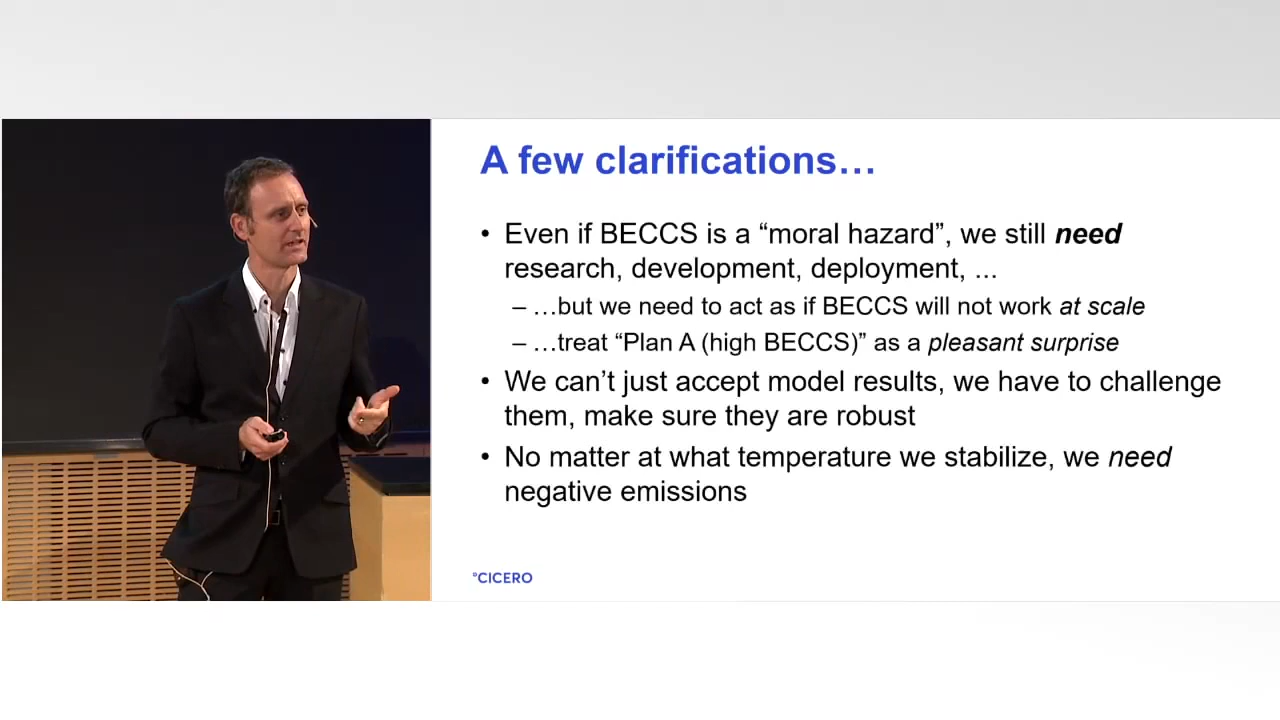 A few clarifications…
• Even if BECCS is a “moral hazard”, we still need
research, development, deployment, ...
– …but we need to act as if BECCS will not work at scale
– …treat “Plan A (high BECCS)” as a pleasant surprise
• We can’t just accept model results, we have to challenge
them, make sure they are robust
• No matter at what temperature we stabilize, we need
negative emissions
°CICERO